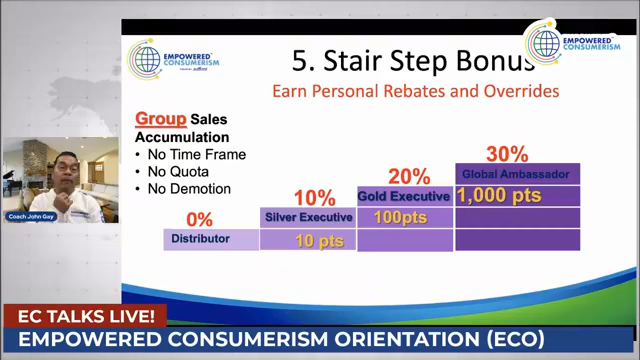 EMPOWERED
CONSUMERISM
5. Stair Step Bonus
EMPOWERED
CONSUMERISM
Earn Personal Rebates and Overrides
Group Sales
Accumulation
• No Time Frame
• No Quota
• No Demotion
0%
Distributor
10%
Silver Executive
10 pts
20%
Gold Executive
100pts
30%
Global Ambassador
1,000 pts
Coach John Gay
EC TALKS LIVE!
EMPOWERED CONSUMERISM ORIENTATION (ECO)